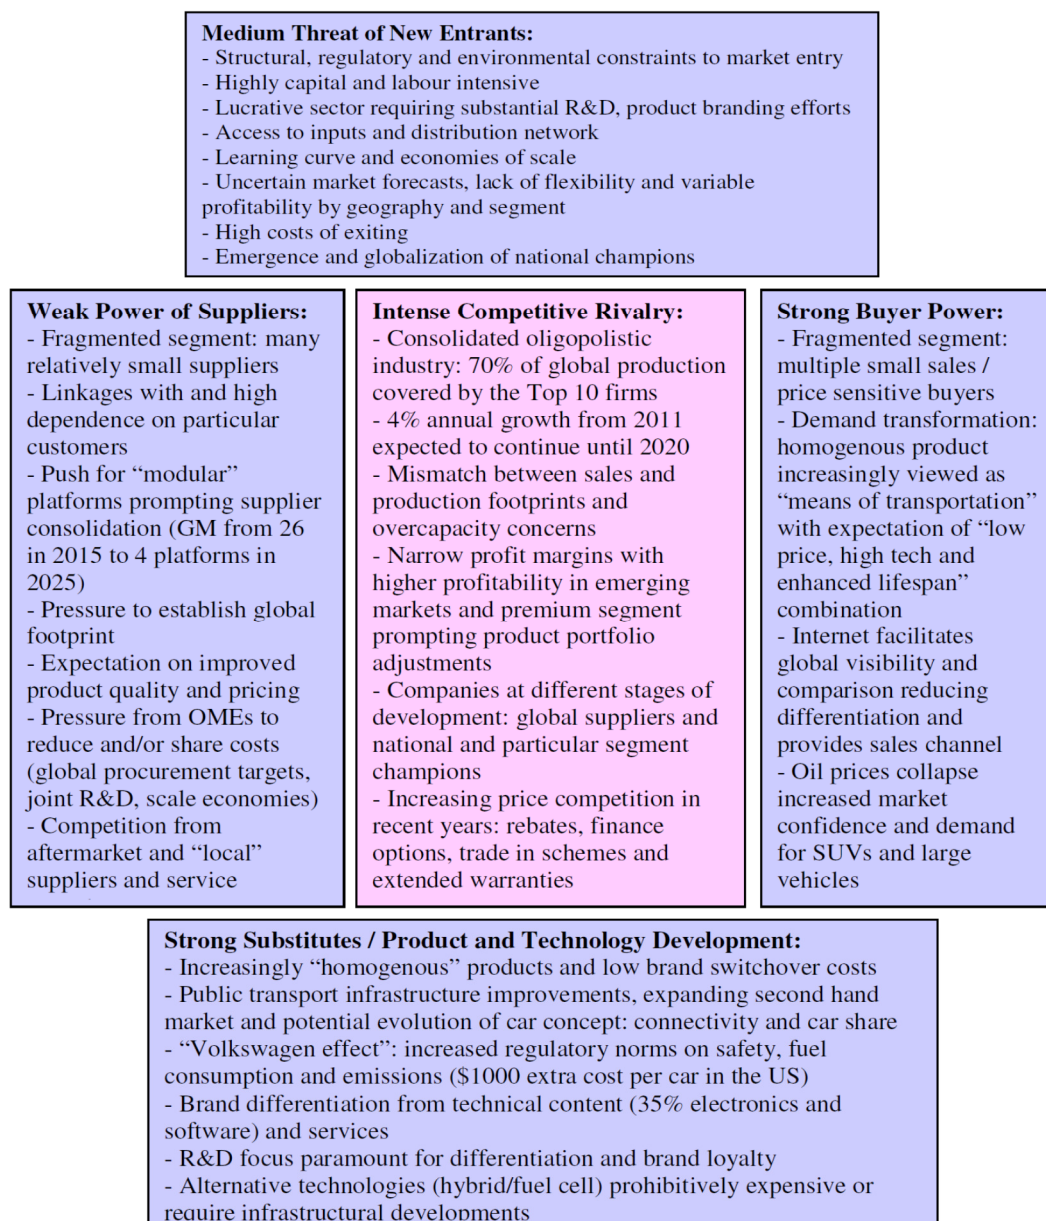 Medium Threat of New Entrants:
- Structural, regulatory and environmental constraints to market entry
- Highly capital and labour intensive
- Lucrative sector requiring substantial R&D, product branding efforts
- Access to inputs and distribution network
- Learning curve and economies of scale
- Uncertain market forecasts, lack of flexibility and variable
profitability by geography and segment
- High costs of exiting
- Emergence and globalization of national champions
Weak Power of Suppliers:
- Fragmented segment: many
relatively small suppliers
- Linkages with and high
dependence on particular
customers
- Push for “modular”
platforms prompting supplier
consolidation (GM from 26
in 2015 to 4 platforms in
2025)
- Pressure to establish global
footprint
- Expectation on improved
product quality and pricing
- Pressure from OMEs to
reduce and/or share costs
(global procurement targets,
joint R&D, scale economies)
- Competition from
aftermarket and “local”
suppliers and service
Intense Competitive Rivalry:
- Consolidated oligopolistic
industry: 70% of global production
covered by the Top 10 firms
- 4% annual growth from 2011
expected to continue until 2020
- Mismatch between sales and
production footprints and
overcapacity concerns
- Narrow profit margins with
higher profitability in emerging
markets and premium segment
prompting product portfolio
adjustments
- Companies at different stages of
development: global suppliers and
national and particular segment
champions
- Increasing price competition in
recent years: rebates, finance
options, trade in schemes and
extended warranties
Strong Buyer Power:
- Fragmented segment:
multiple small sales /
price sensitive buyers
- Demand transformation:
homogenous product
increasingly viewed as
“means of transportation”
with expectation of “low
price, high tech and
enhanced lifespan”
combination
- Internet facilitates
global visibility and
comparison reducing
differentiation and
provides sales channel
- Oil prices collapse
increased market
confidence and demand
for SUVs and large
vehicles
Strong Substitutes / Product and Technology Development:
- Increasingly “homogenous” products and low brand switchover costs
- Public transport infrastructure improvements, expanding second hand
market and potential evolution of car concept: connectivity and car share
- “Volkswagen effect”: increased regulatory norms on safety, fuel
consumption and emissions ($1000 extra cost per car in the US)
- Brand differentiation from technical content (35% electronics and
software) and services
- R&D focus paramount for differentiation and brand loyalty
- Alternative technologies (hybrid/fuel cell) prohibitively expensive or
require infrastructural developments